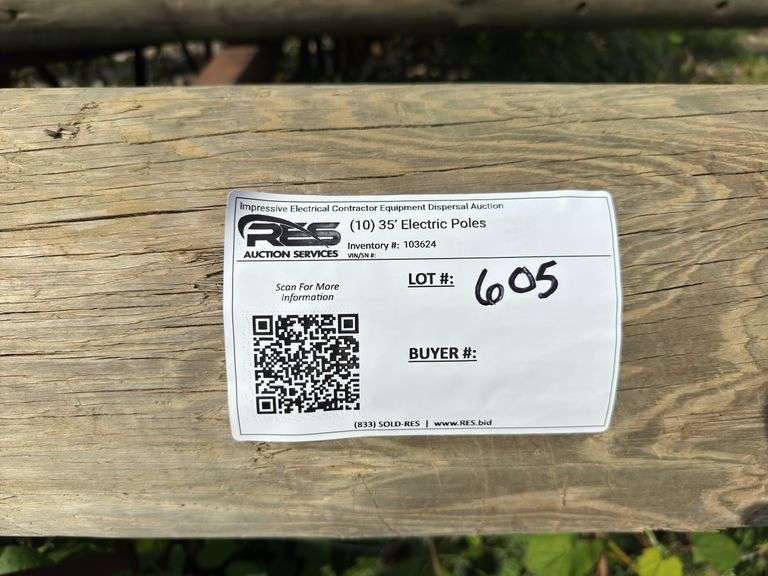 Impressive Electrical Contractor Equipment Dispersal Auction
RES
AUCTION SERVICES
(10) 35' Electric Poles
Inventory #: 103624
VIN/SN #:
Scan For More
Information
LOT #: 605
BUYER #:
(833) SOLD-RES | www.RES.bid